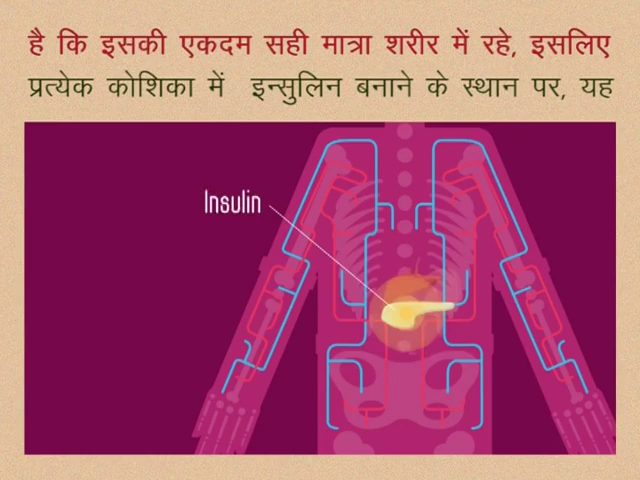 है कि इसकी एकदम सही मात्रा शरीर में रहे, इसलिए
प्रत्येक कोशिका में इन्सुलिन बनाने के स्थान पर, यह
Insulin